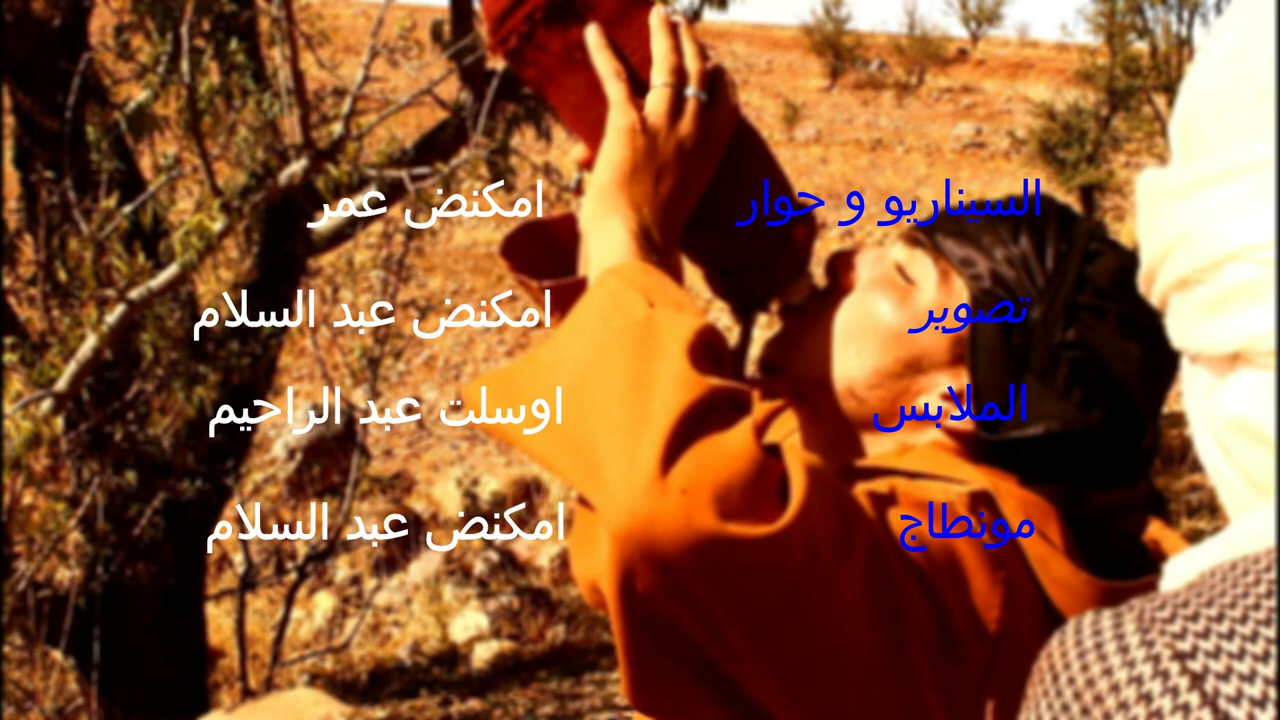 السيناريو و حوار امكنض عمر
تصوير امكنض عبد السلام
الملابس اوسلت عبد الراحيم
مونطاج امكنض عبد السلام